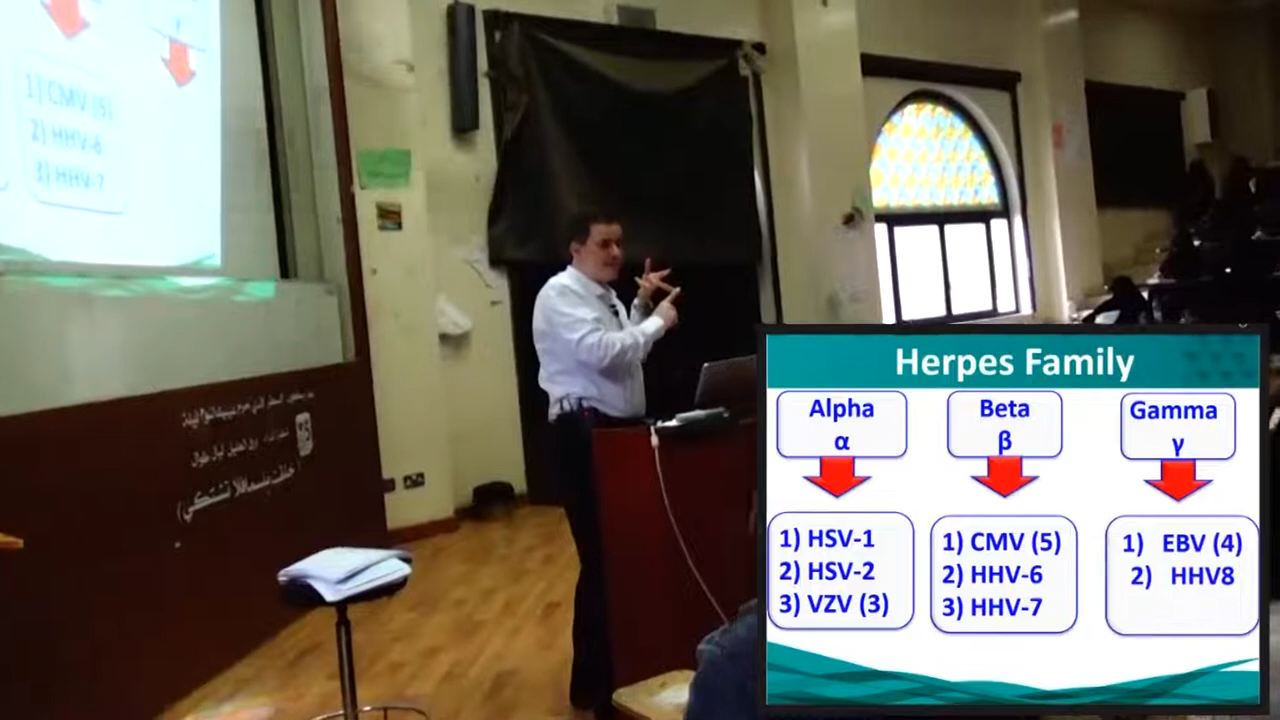 1) CMV (5)
2) HHV-6
3) HHV-7
Herpes Family
Alpha
α
Beta
β
Gamma
γ
1) HSV-1
2) HSV-2
3) VZV (3)
1) CMV (5)
2) HHV-6
3) HHV-7
1) EBV (4)
2) HHV8